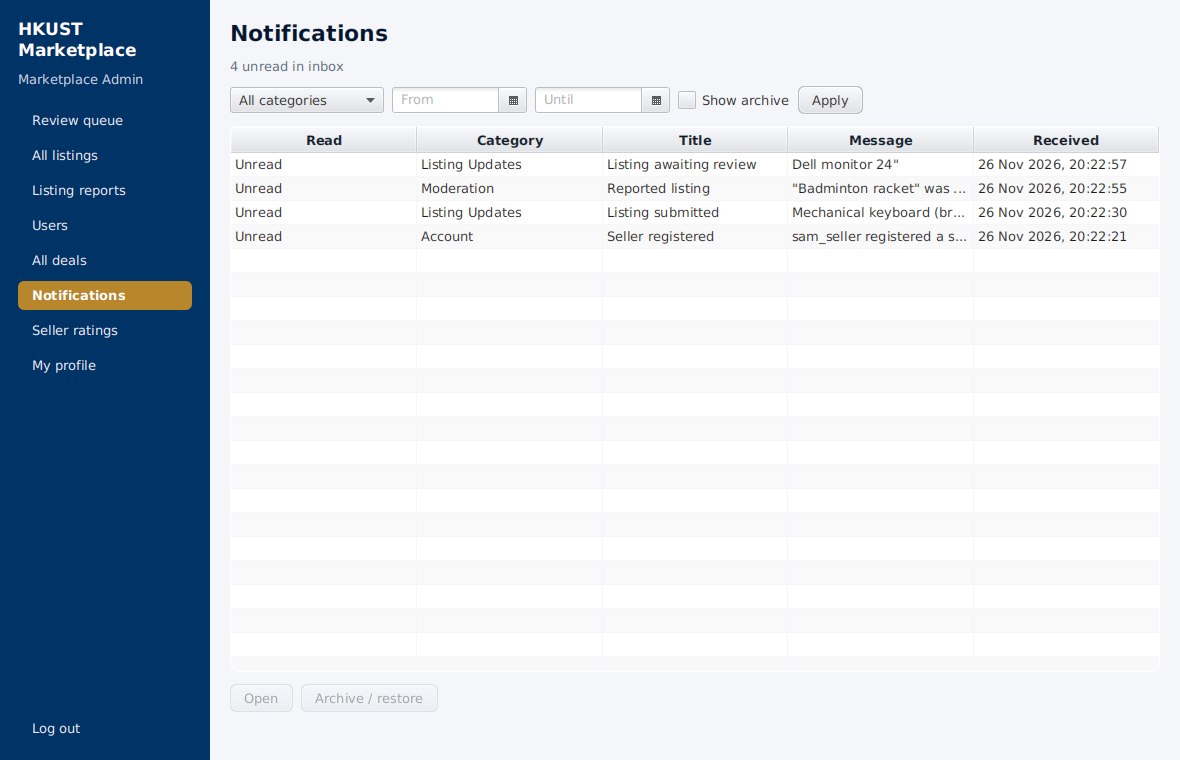 HKUST
Marketplace
Marketplace Admin
Review queue
All listings
Listing reports
Users
All deals
Notifications
Seller ratings
My profile
Log out
Notifications
4 unread in inbox
All categories From Until Show archive Apply
Read Category Title Message Received
Unread Listing Updates Listing awaiting review Dell monitor 24" 26 Nov 2026, 20:22:57
Unread Moderation Reported listing "Badminton racket" was ... 26 Nov 2026, 20:22:55
Unread Listing Updates Listing submitted Mechanical keyboard (br... 26 Nov 2026, 20:22:30
Unread Account Seller registered sam_seller registered a s... 26 Nov 2026, 20:22:21
Open Archive / restore